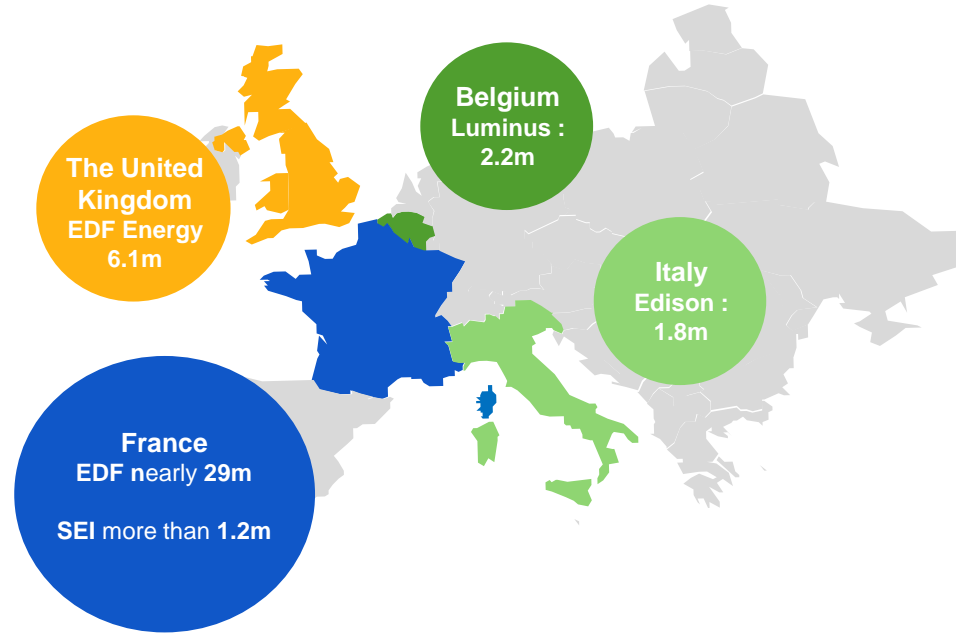 Belgium
Luminus :
2.2m
The United
Kingdom
EDF Energy
6.1m
Italy
Edison :
1.8m
France
EDF nearly 29m
SEI more than 1.2m